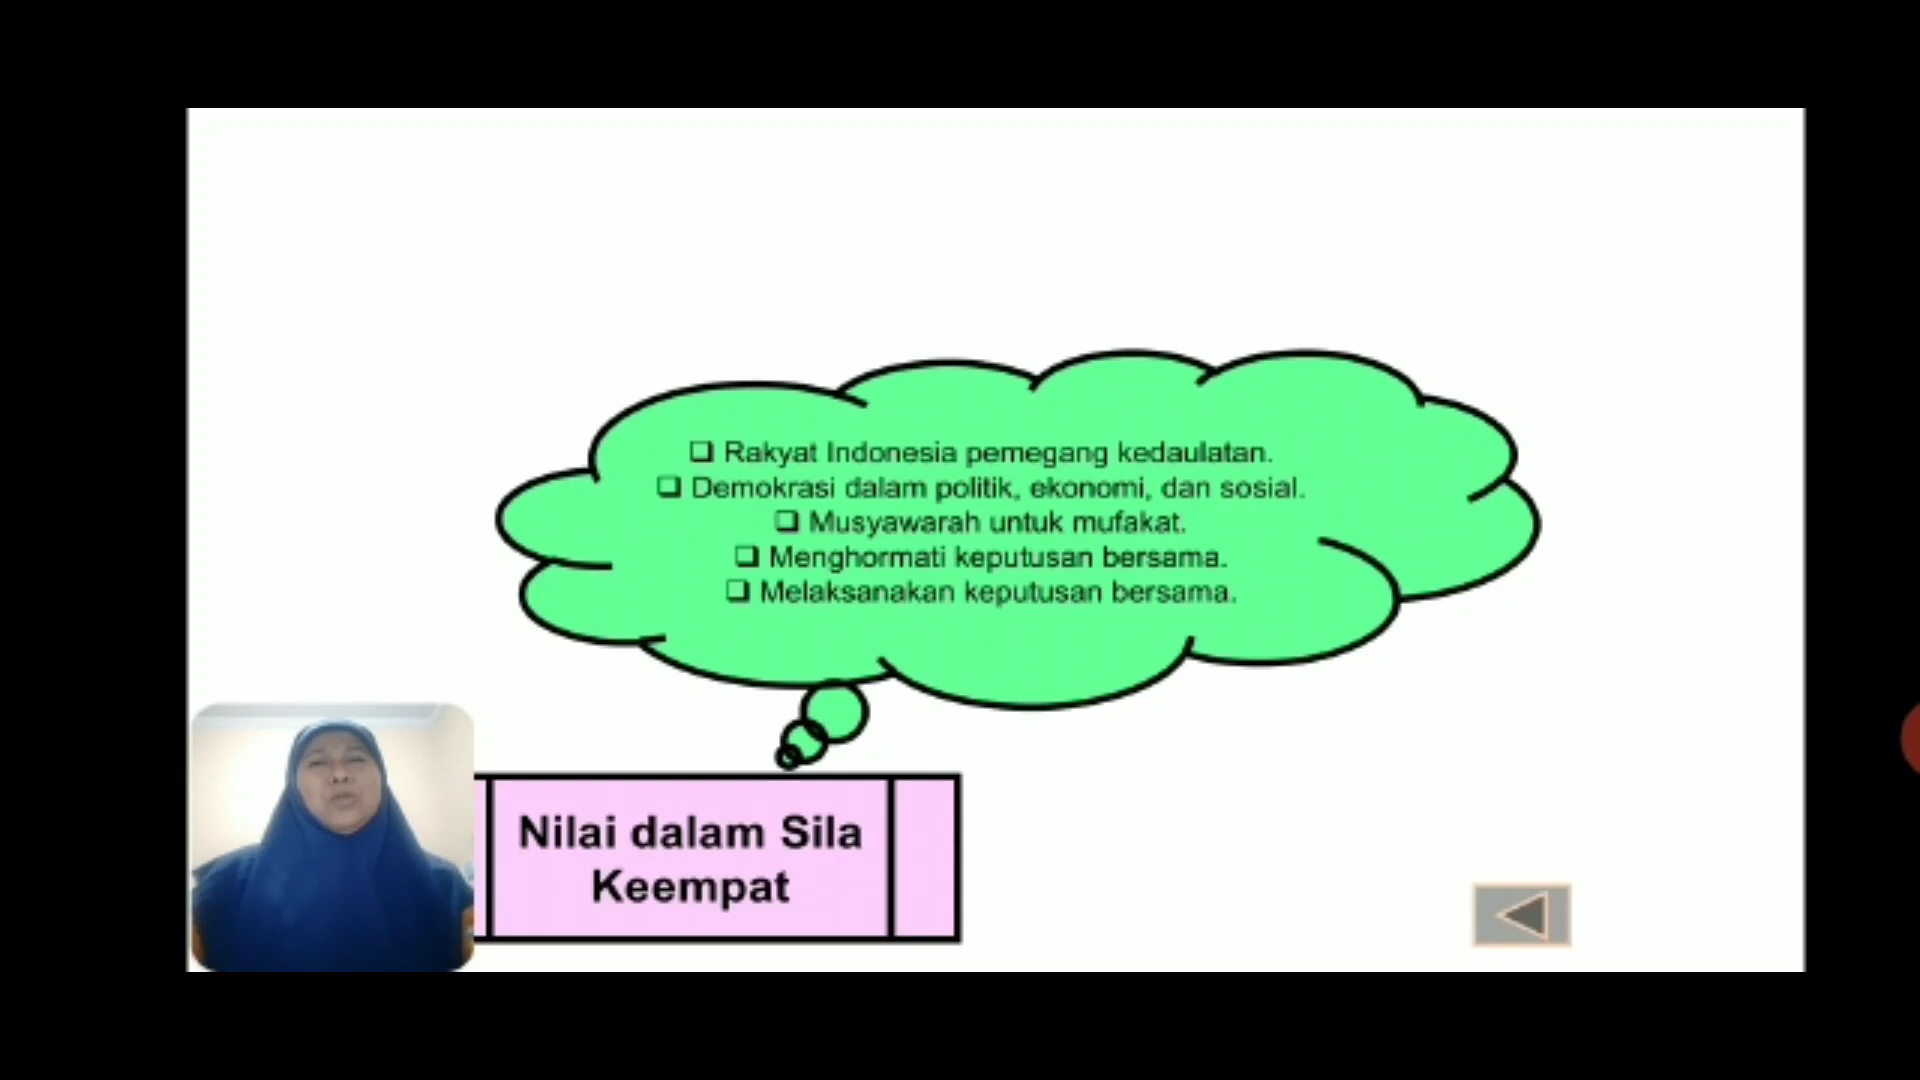 ❑ Rakyat Indonesia pemegang kedaulatan.
❑ Demokrasi dalam politik, ekonomi, dan sosial.
❑ Musyawarah untuk mufakat.
❑ Menghormati keputusan bersama.
❑ Melaksanakan keputusan bersama.
Nilai dalam Sila
Keempat